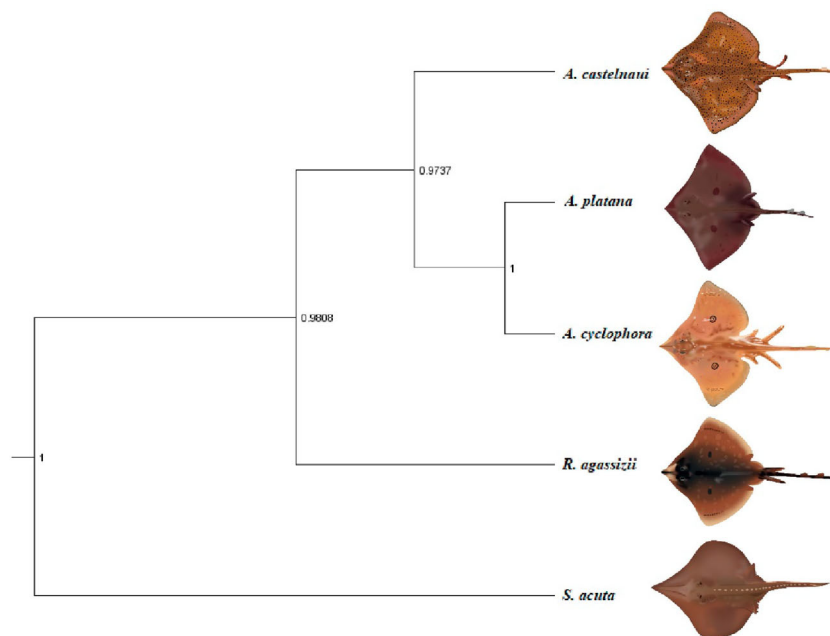 A. castelnaui
0.9737
A. platana
1
0.9808
A. cyclophora
1
R. agassizii
S. acuta